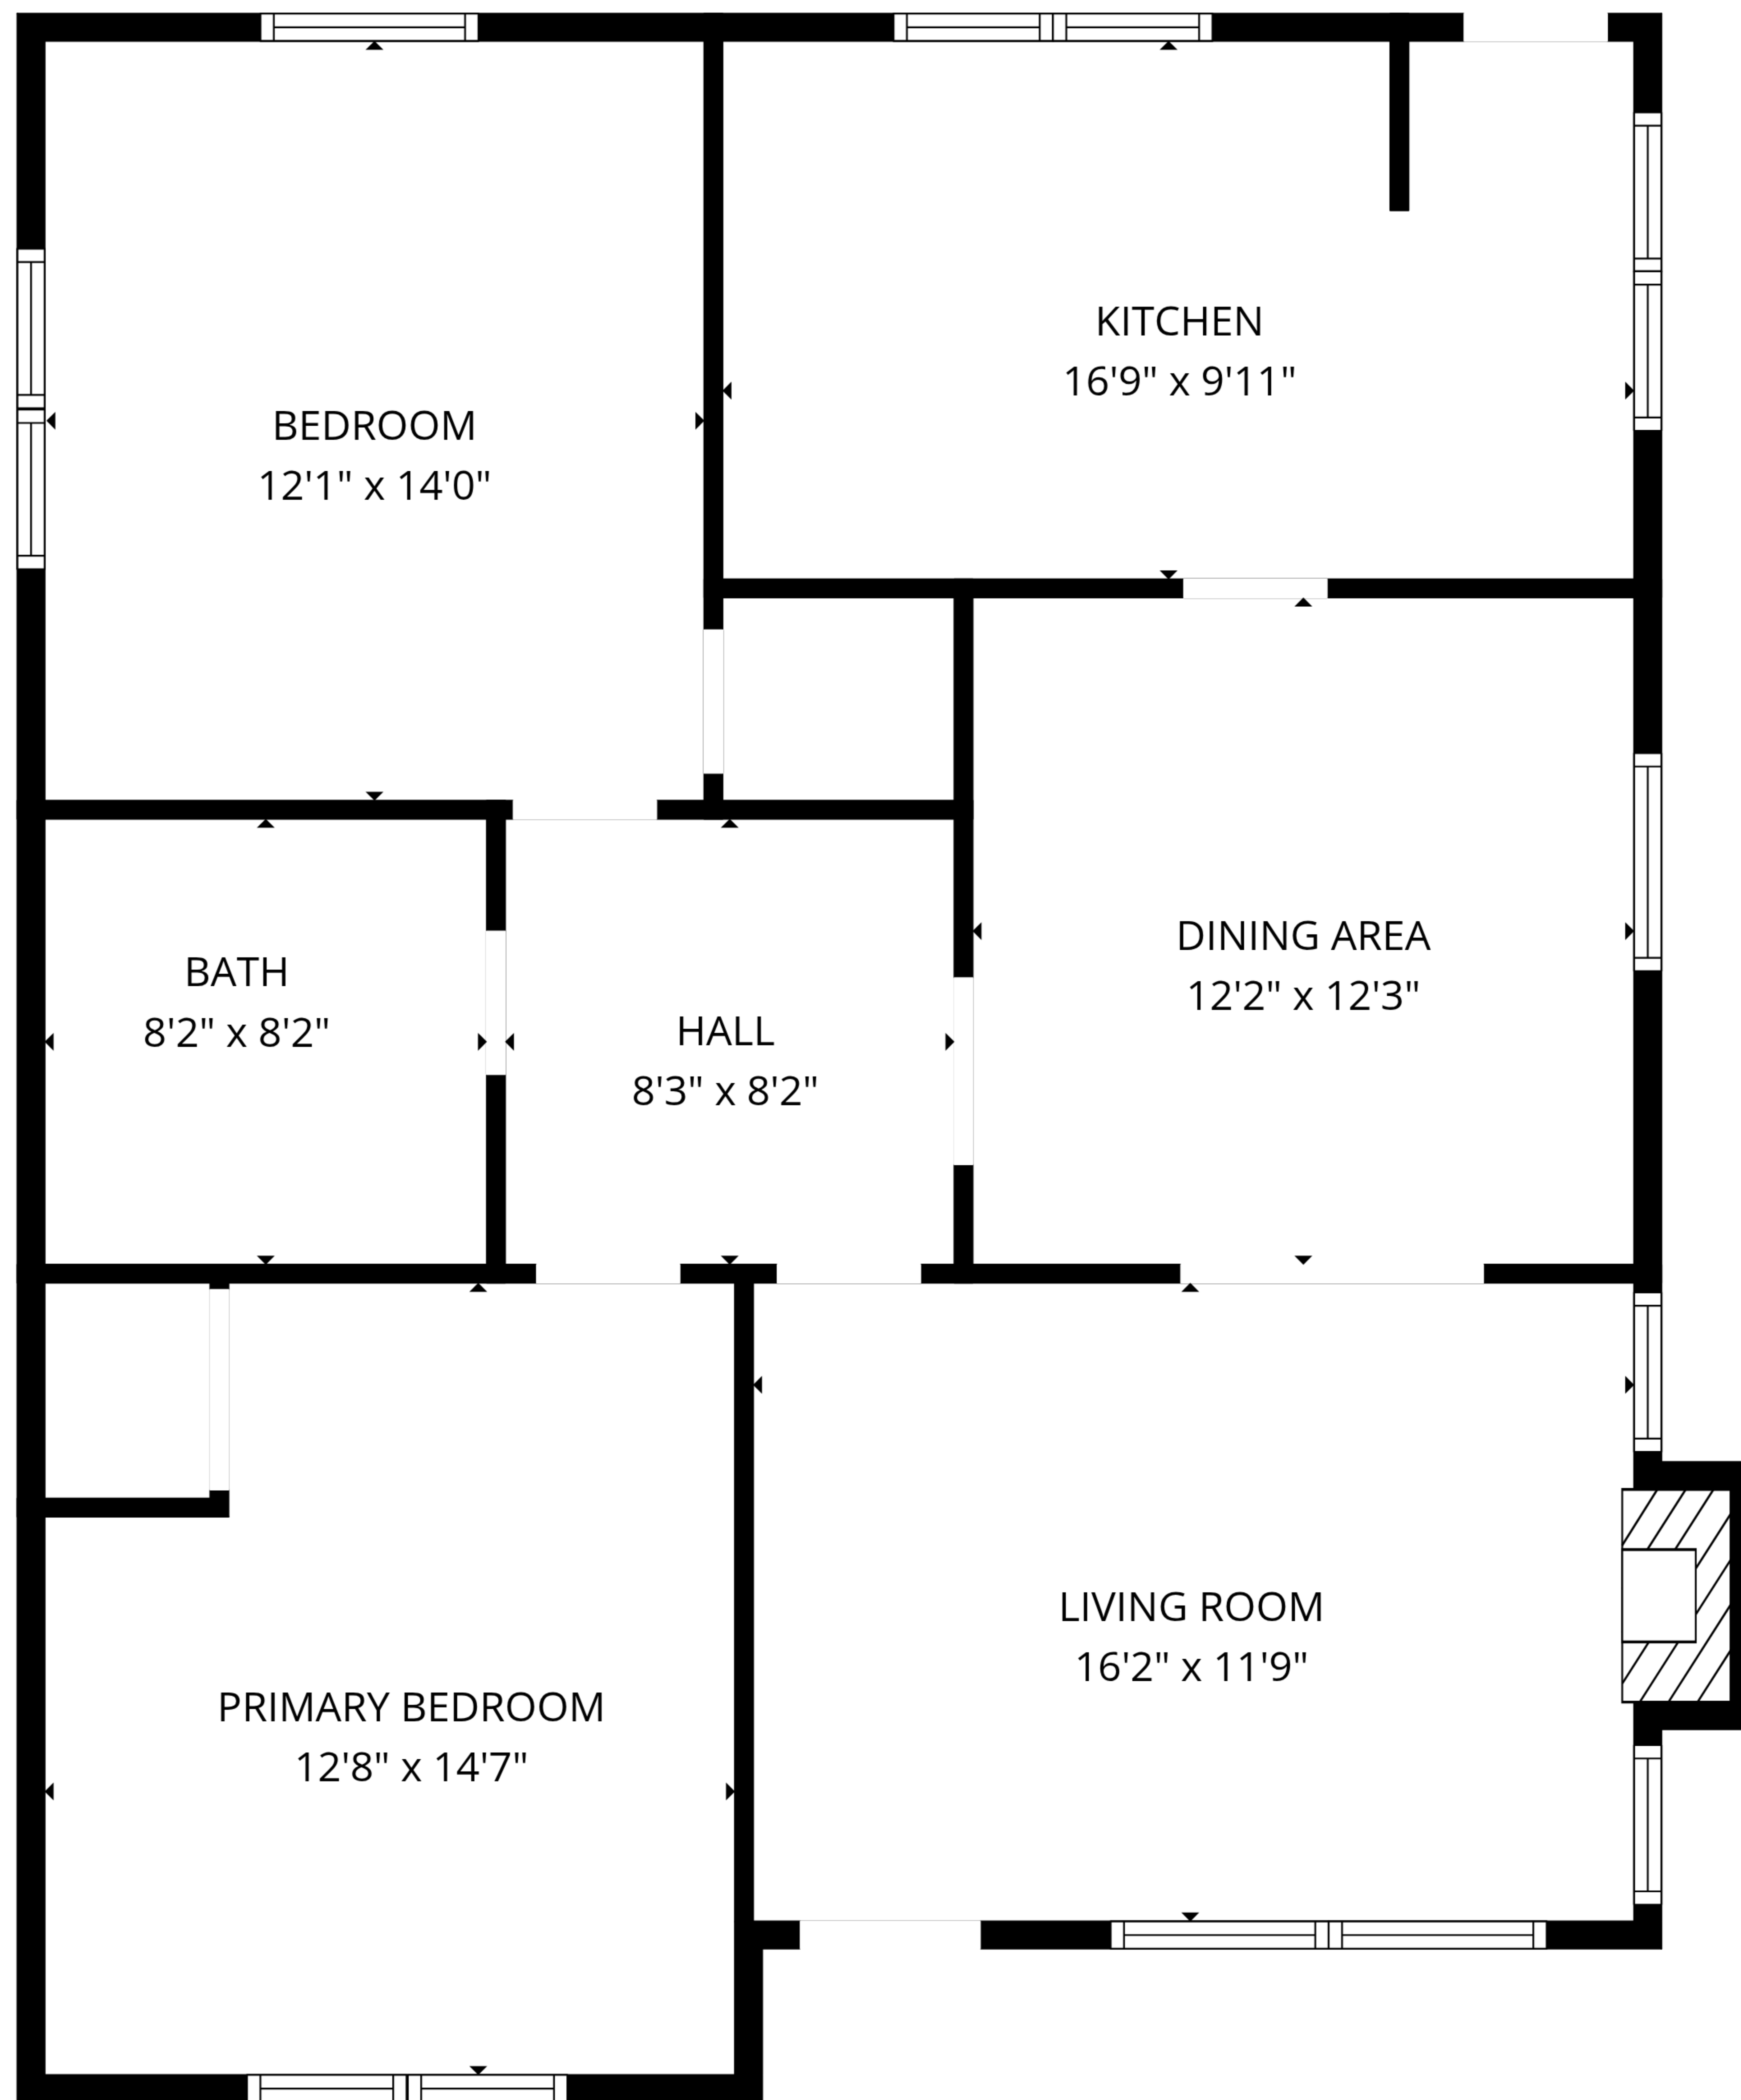 KITCHEN
16'9" x 9'11"
BEDROOM
12'1" x 14'0"
DINING AREA
12'2" x 12'3"
BATH
8'2" x 8'2"
HALL
8'3" x 8'2"
LIVING ROOM
16'2" x 11'9"
PRIMARY BEDROOM
12'8" x 14'7"